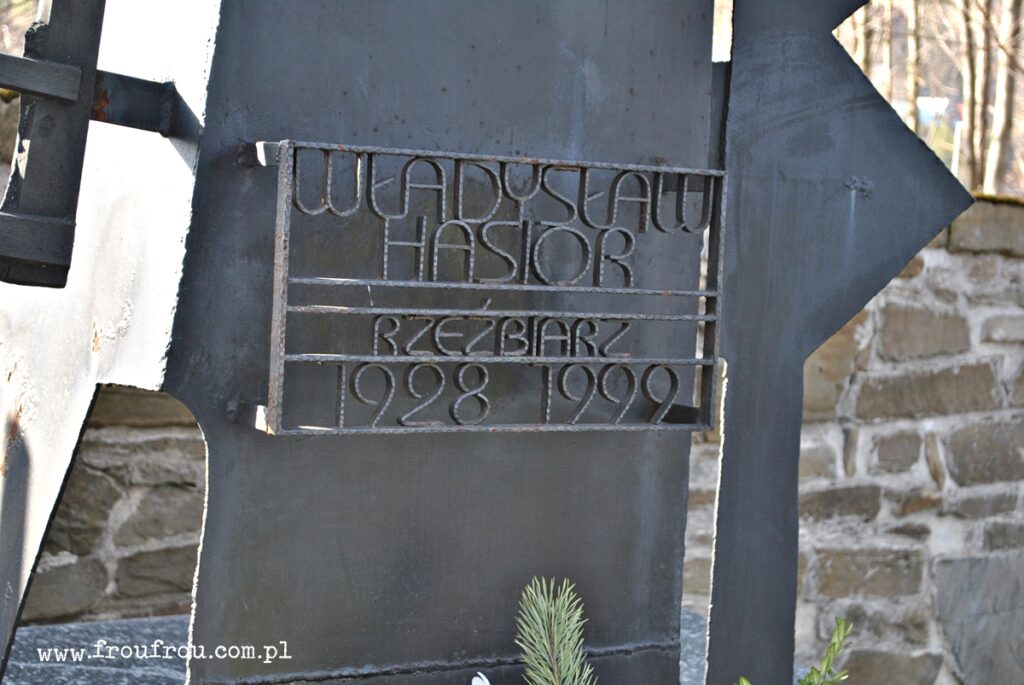 WŁADYSŁAW
HASIOR
RZEŹBIARZ
1928 1999
www.froufrou.com.pl